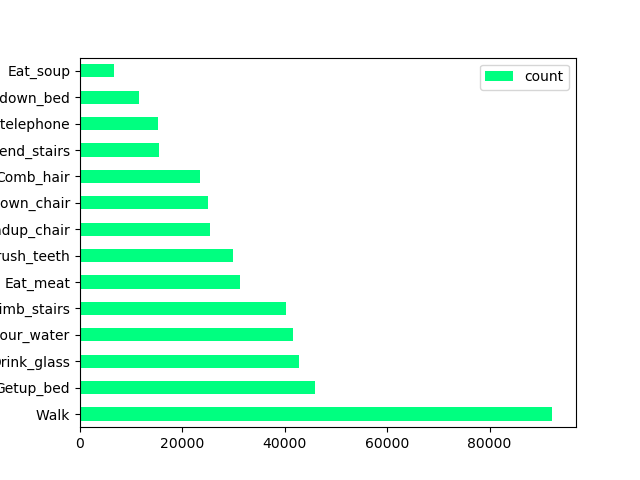 Eat_soup
down_bed
telephone
end_stairs
Comb_hair
own_chair
dup_chair
rush_teeth
Eat_meat
imb_stairs
our_water
rink_glass
Getup_bed
Walk
0 20000 40000 60000 80000
count